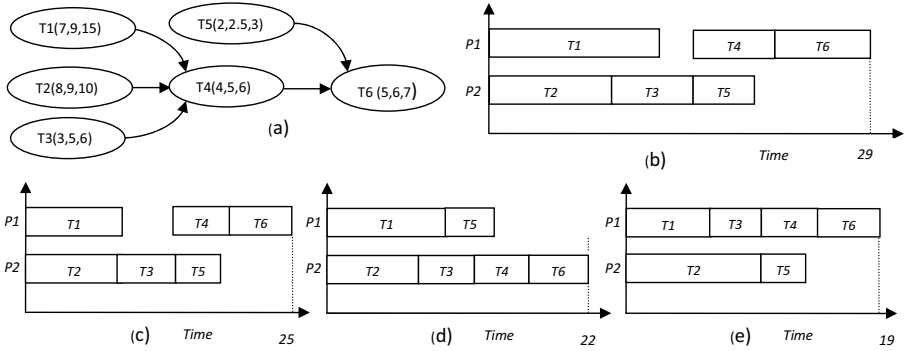 T1(7,9,15)
T5(2,2.5,3)
T2(8,9,10)
T4(4,5,6)
T6 (5,6,7)
T3(3,5,6)
(a)
P1
T1
T4
T6
P2
T2
T3
T5
(b)
Time
29
P1
T1
T4
T6
P2
T2
T3
T5
(c)
Time
25
P1
T1
T5
P2
T2
T3
T4
T6
(d)
Time
22
P1
T1
T3
T4
T6
P2
T2
T5
(e)
Time
19